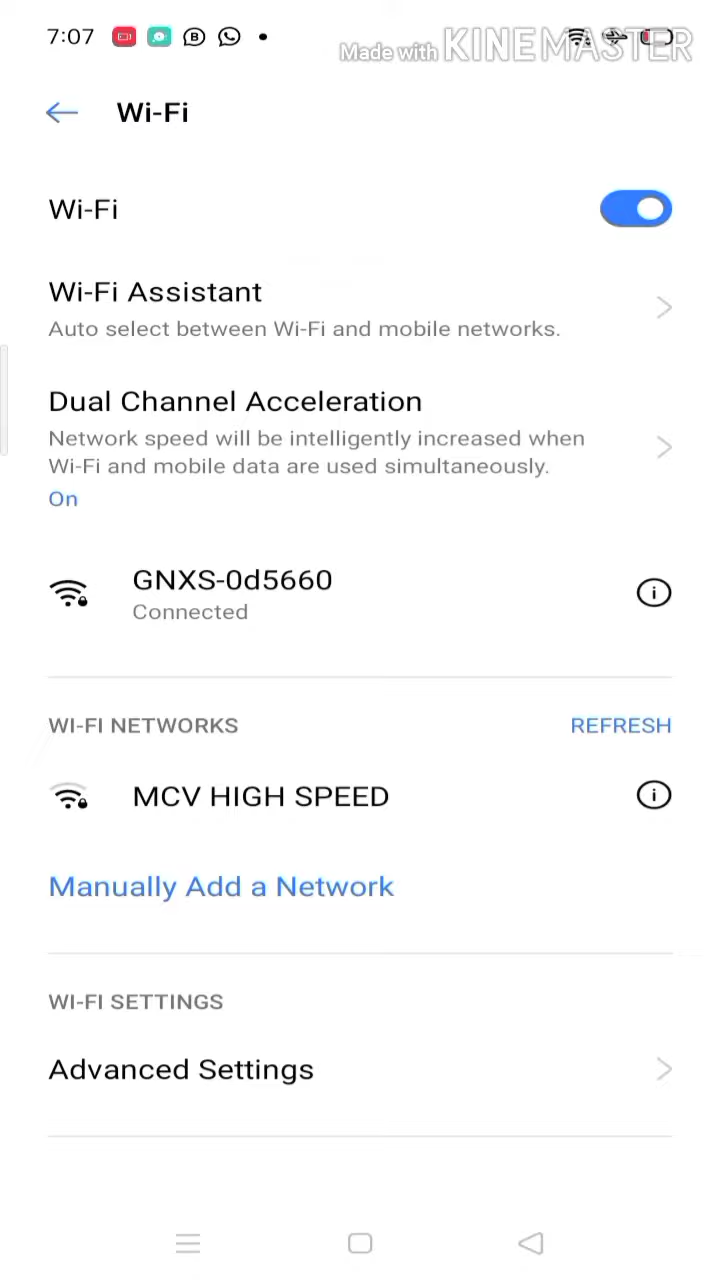 7:07
Made with KINEMASTER
Wi-Fi
Wi-Fi
Wi-Fi Assistant
Auto select between Wi-Fi and mobile networks.
Dual Channel Acceleration
Network speed will be intelligently increased when
Wi-Fi and mobile data are used simultaneously.
On
GNXS-0d5660
Connected
WI-FI NETWORKS REFRESH
MCV HIGH SPEED
Manually Add a Network
WI-FI SETTINGS
Advanced Settings